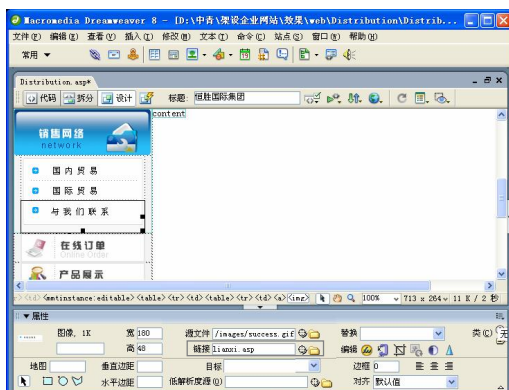 Macromedia Dreamweaver 8 - [D:\中青\架设企业网站\效果\web\Distribution\Distrib...
文件(F) 编辑(E) 查看(V) 插入(I) 修改(M) 文本(T) 命令(C) 站点(S) 窗口(W) 帮助(H)
常用
Distribution.asp*
代码 拆分 设计 标题: 恒胜国际集团
content
销售网络
network
国内贸易
国际贸易
与我们联系
在线订单
Online Order
产品展示
<td> <mmtinstance:editable> <table> <tr> <td> <table> <tr> <td> <a> <img> 100% 713 x 264 11 K / 2 秒
属性
图像, 1K 宽 180 源文件 /images/success.gif 替换 类(C) 无
高 48 链接 lianxi.asp 编辑
地图 垂直边距 目标 边框 0
水平边距 低解析度源(O) 对齐 默认值